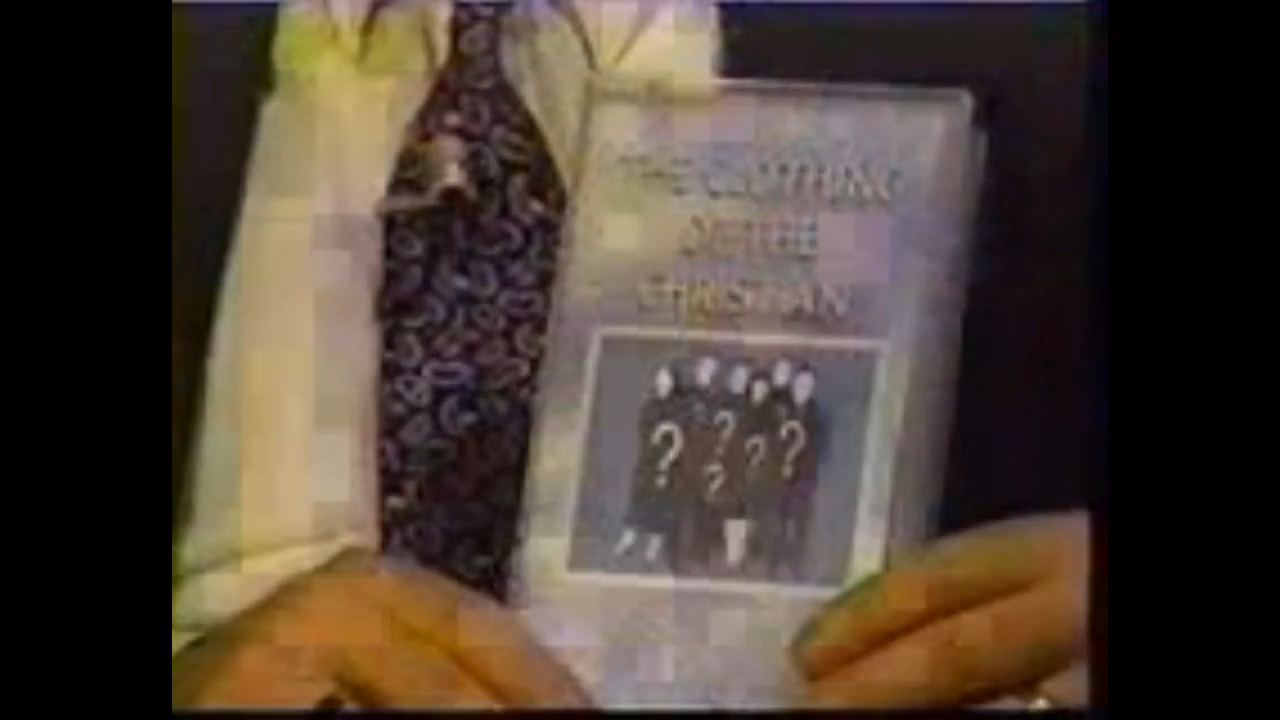 THE CLOTHING
OF THE
CHRISTIAN
? ? ? ? ?